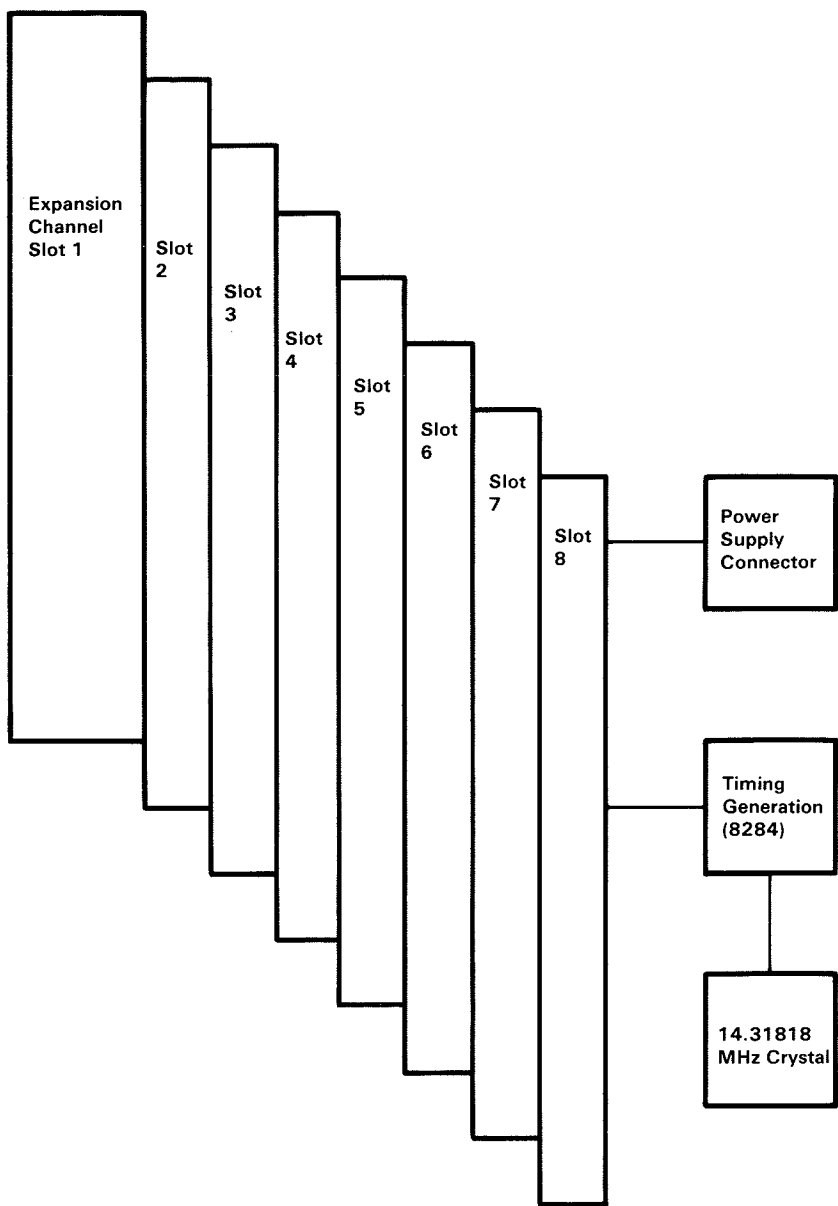 Expansion
Channel
Slot 1
Slot
2
Slot
3
Slot
4
Slot
5
Slot
6
Slot
7
Slot
8
Power
Supply
Connector
Timing
Generation
(8284)
14.31818
MHz Crystal